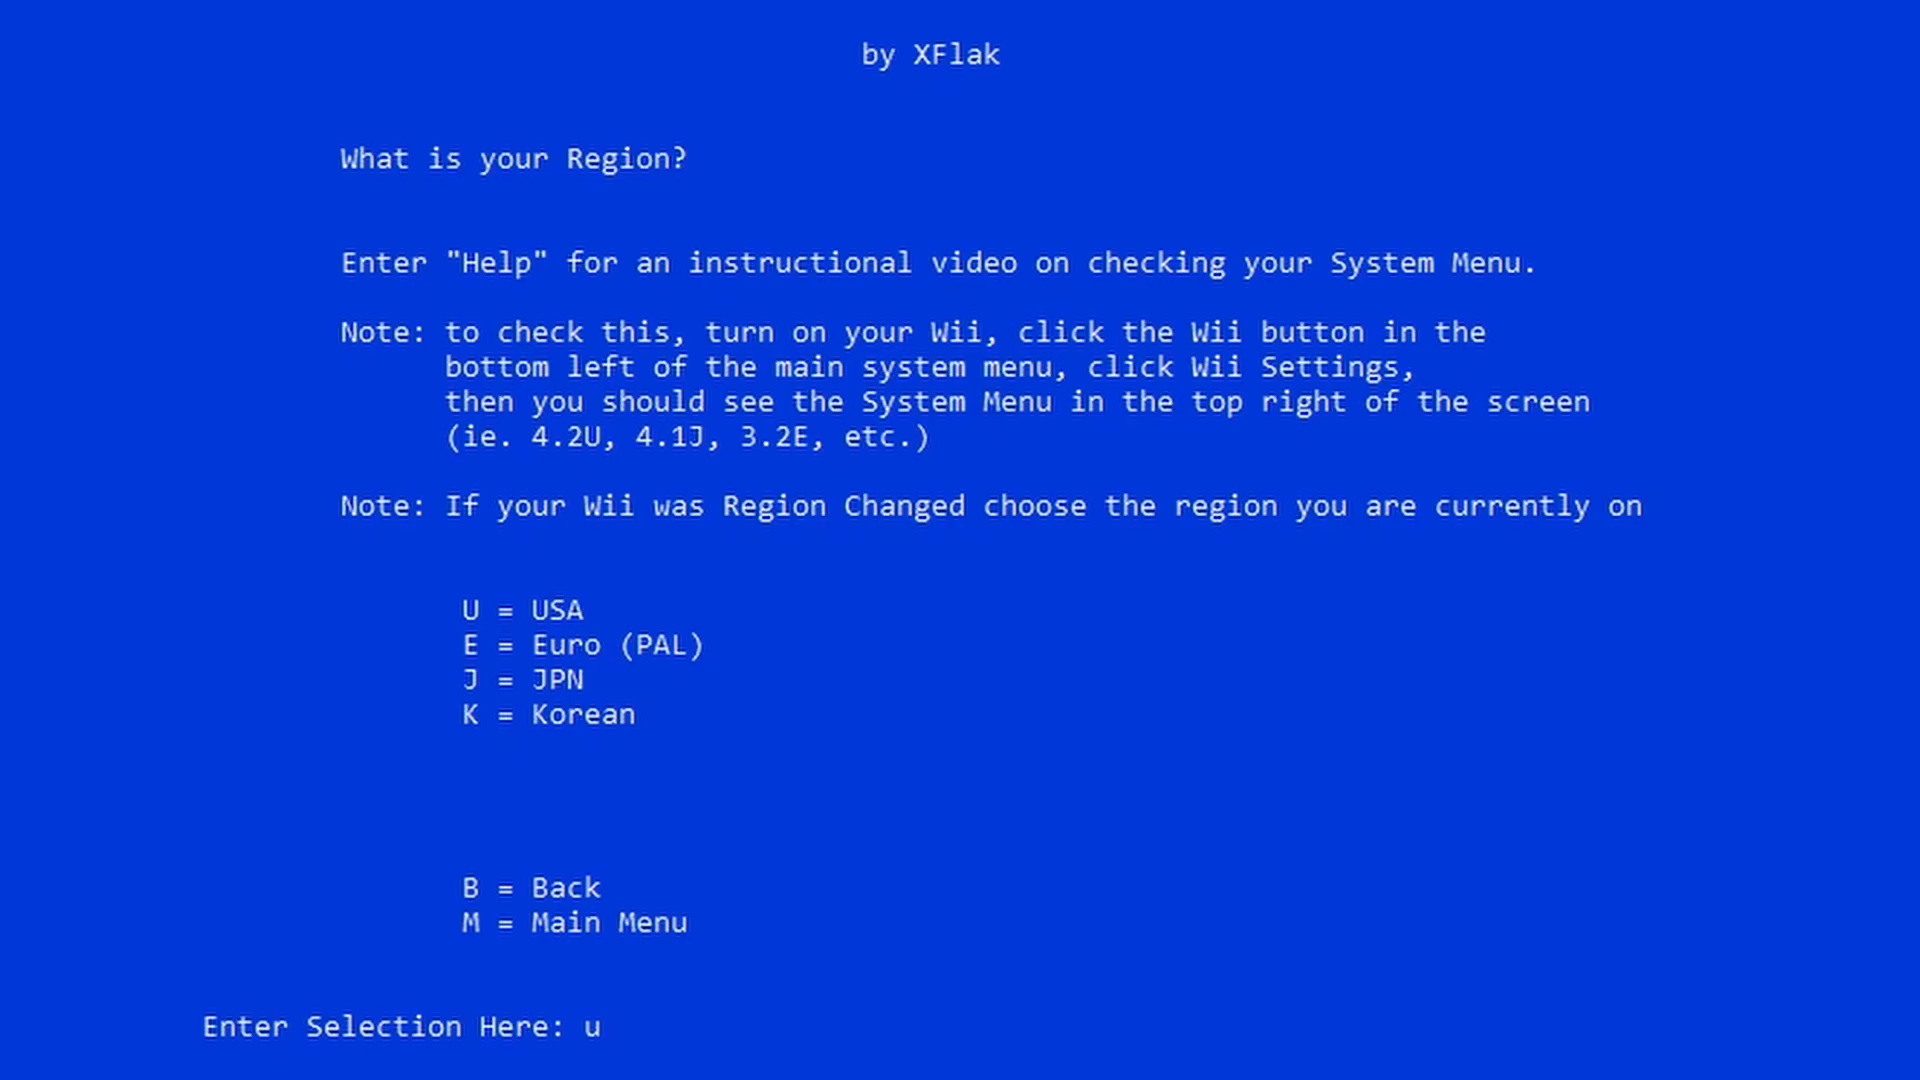 by XFlak
What is your Region?
Enter "Help" for an instructional video on checking your System Menu.
Note: to check this, turn on your Wii, click the Wii button in the
bottom left of the main system menu, click Wii Settings,
then you should see the System Menu in the top right of the screen
(ie. 4.2U, 4.1J, 3.2E, etc.)
Note: If your Wii was Region Changed choose the region you are currently on
U = USA
E = Euro (PAL)
J = JPN
K = Korean
B = Back
M = Main Menu
Enter Selection Here: u